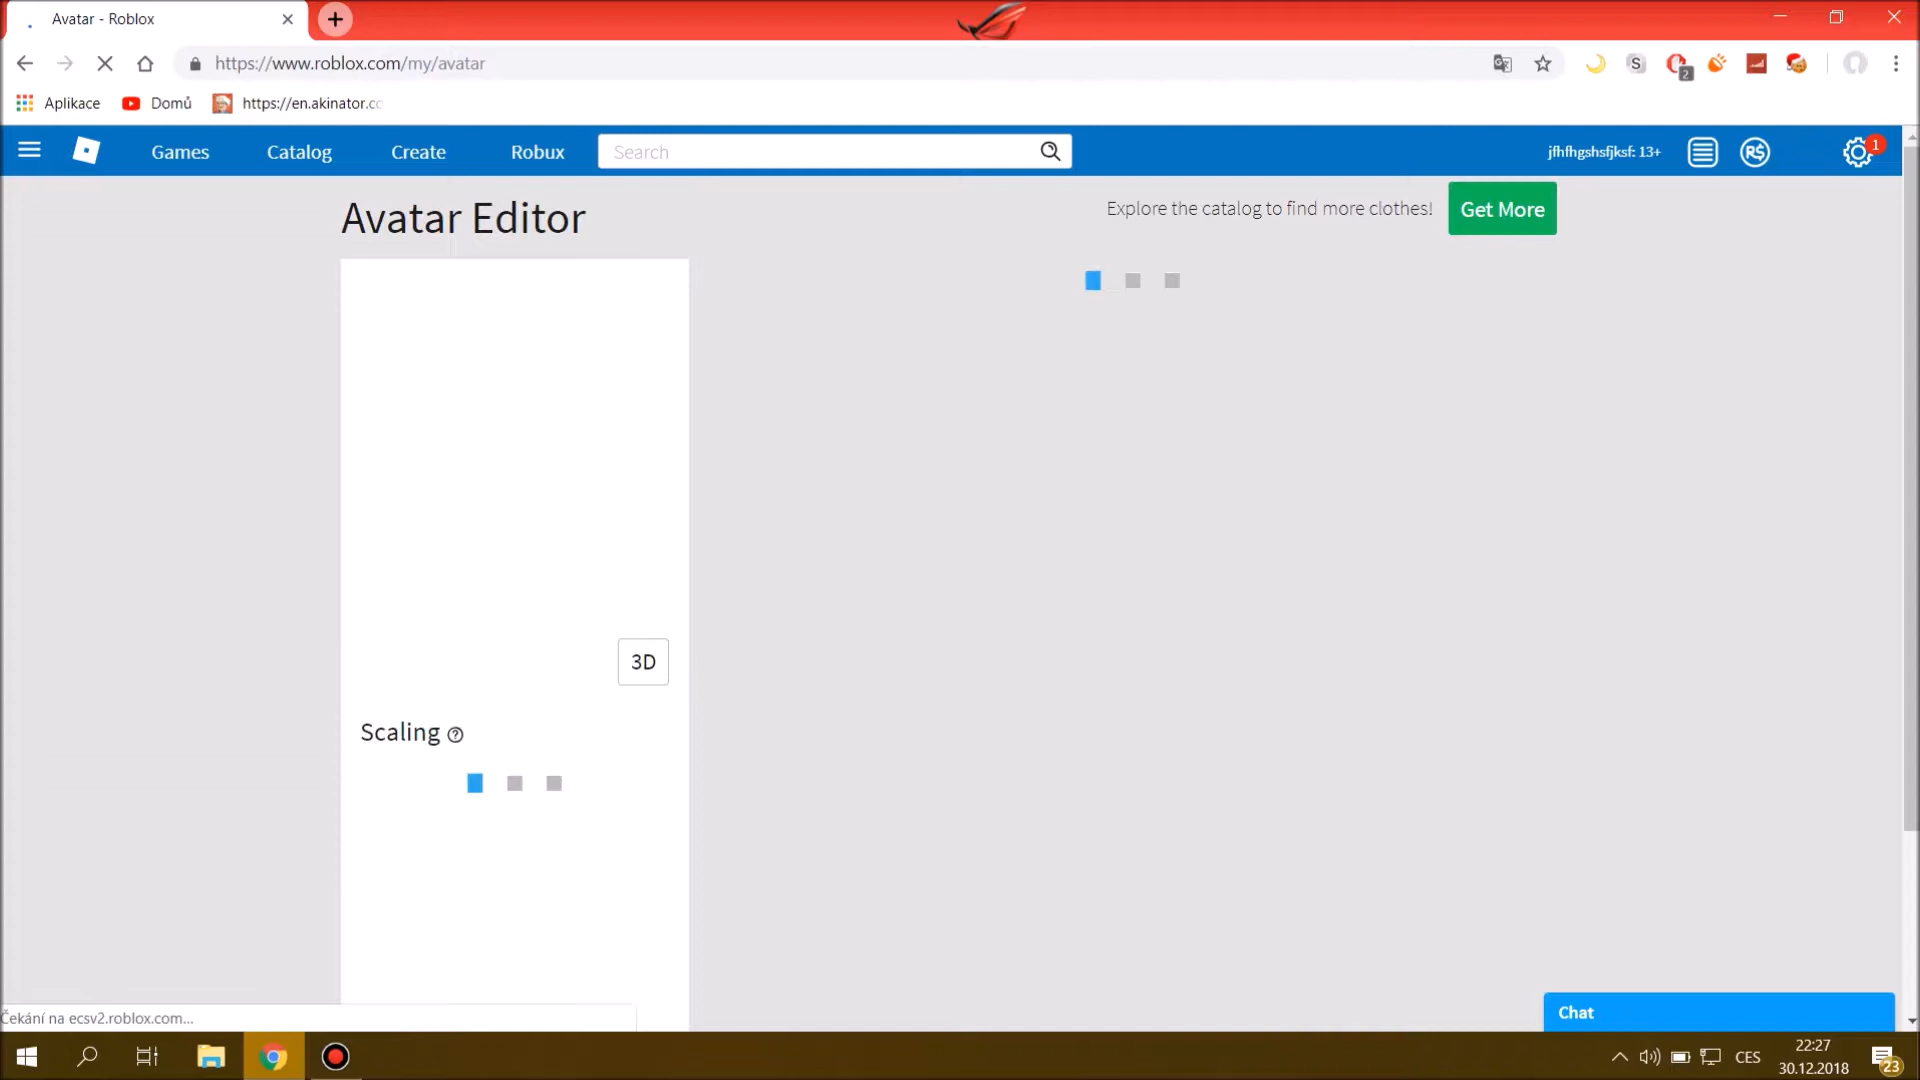 Avatar - Roblox
https://www.roblox.com/my/avatar
S
2
Aplikace
Domů
https://en.akinator.co
Games
Catalog
Create
Robux
Search
jfhfhgshsfjksf: 13+
R$
1
Avatar Editor
Explore the catalog to find more clothes!
Get More
3D
Scaling
?
Chat
Čekání na ecsv2.roblox.com...
CES
22:27
30.12.2018
23